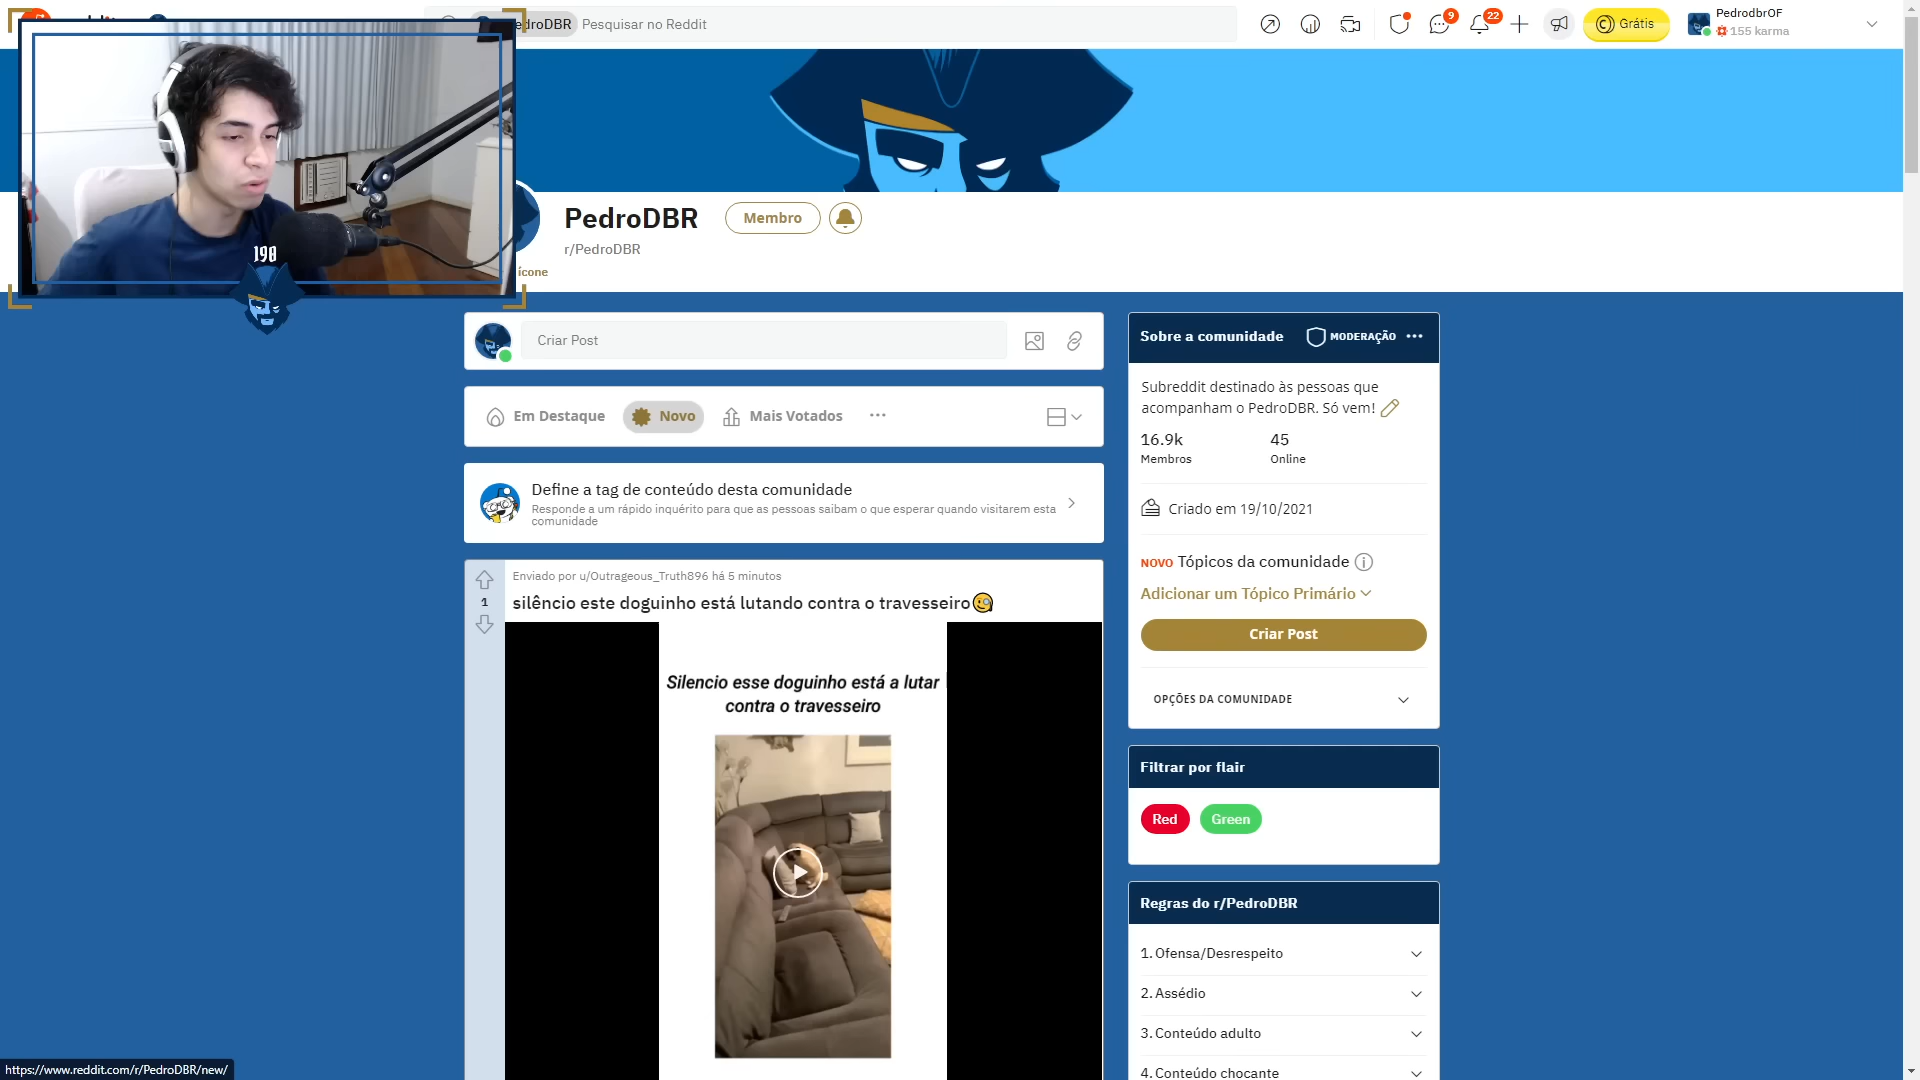 edroDBR Pesquisar no Reddit
9
22
Grátis
PedrodbrOF
155 karma
PedroDBR
Membro
r/PedroDBR
ícone
190
Criar Post
Em Destaque
Novo
Mais Votados
Define a tag de conteúdo desta comunidade
Responde a um rápido inquérito para que as pessoas saibam o que esperar quando visitarem esta
comunidade
Enviado por u/Outrageous_Truth896 há 5 minutos
1
silêncio este doguinho está lutando contra o travesseiro🧐
Silencio esse doguinho está a lutar
contra o travesseiro
Sobre a comunidade
MODERAÇÃO
Subreddit destinado às pessoas que
acompanham o PedroDBR. Só vem!
16.9k
Membros
45
Online
Criado em 19/10/2021
NOVO Tópicos da comunidade
Adicionar um Tópico Primário
Criar Post
OPÇÕES DA COMUNIDADE
Filtrar por flair
Red
Green
Regras do r/PedroDBR
1. Ofensa/Desrespeito
2. Assédio
3. Conteúdo adulto
4. Conteúdo chocante
https://www.reddit.com/r/PedroDBR/new/